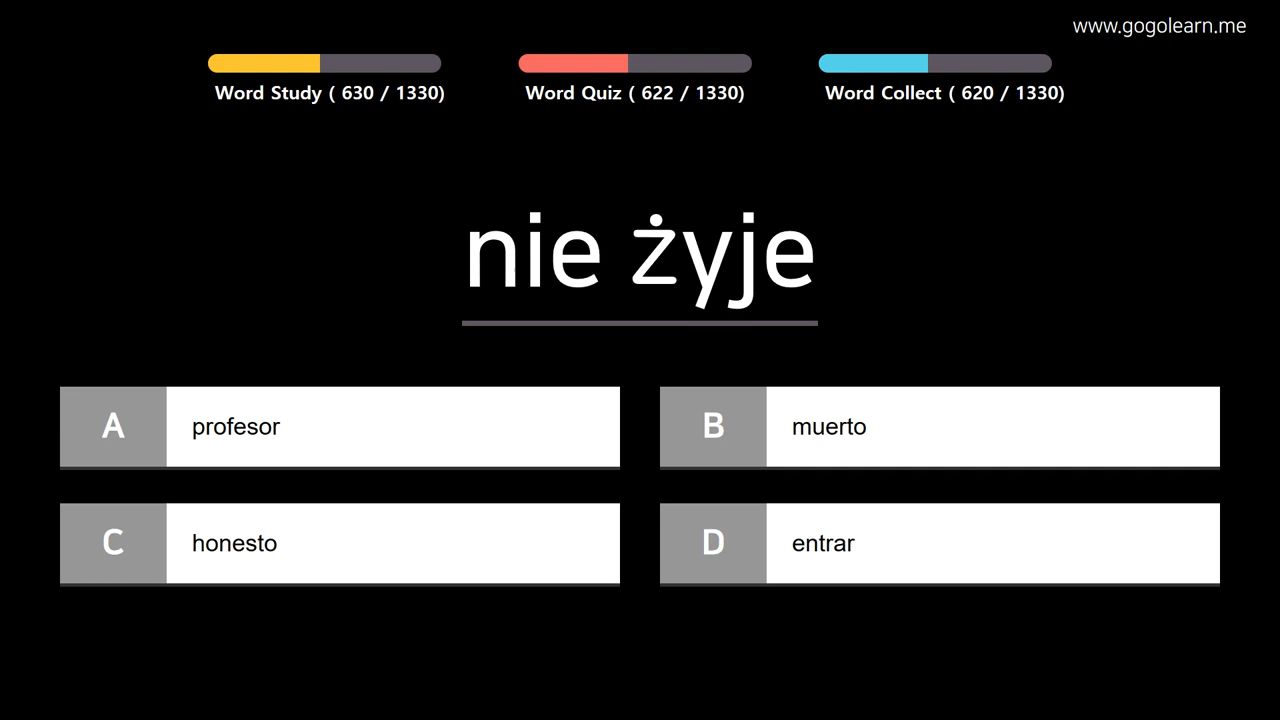 www.gogolearn.me
Word Study ( 630 / 1330)
Word Quiz ( 622 / 1330)
Word Collect ( 620 / 1330)
nie żyje
A profesor
B muerto
C honesto
D entrar